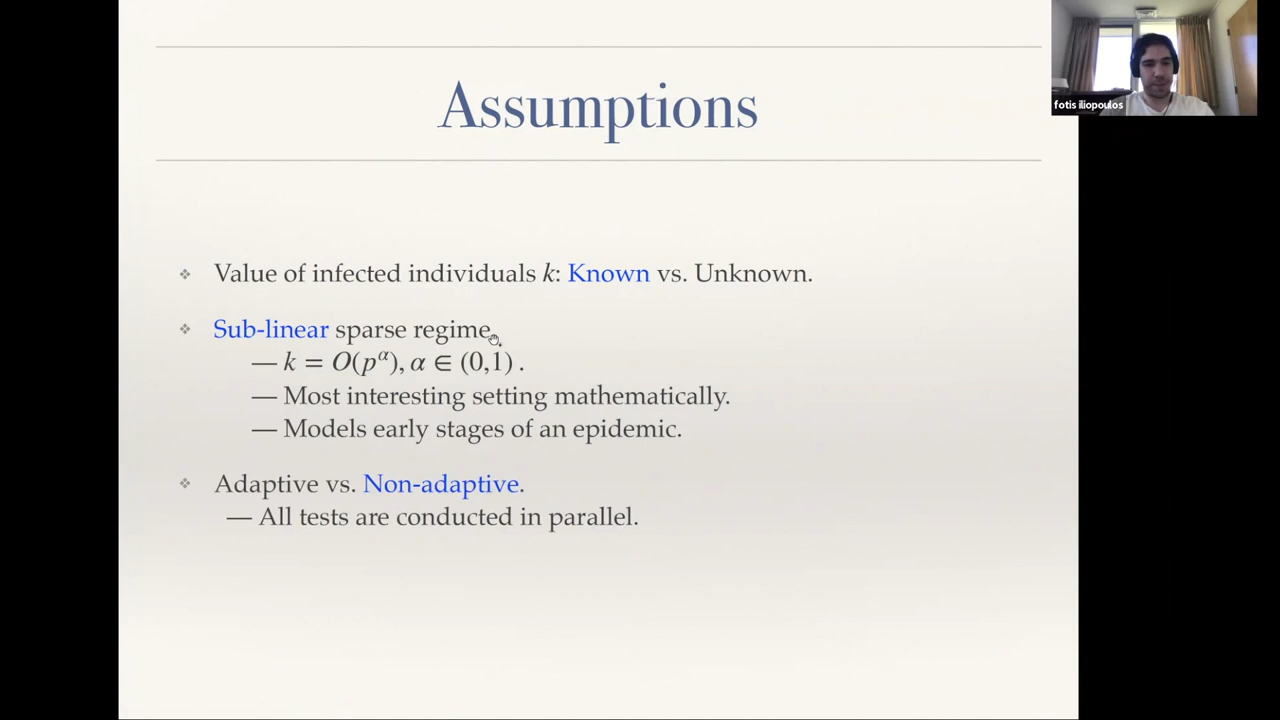 Assumptions
fotis iliopoulos
❖ Value of infected individuals k: Known vs. Unknown.
❖ Sub-linear sparse regime.
— k = O(p^α), α ∈ (0,1).
— Most interesting setting mathematically.
— Models early stages of an epidemic.
❖ Adaptive vs. Non-adaptive.
— All tests are conducted in parallel.